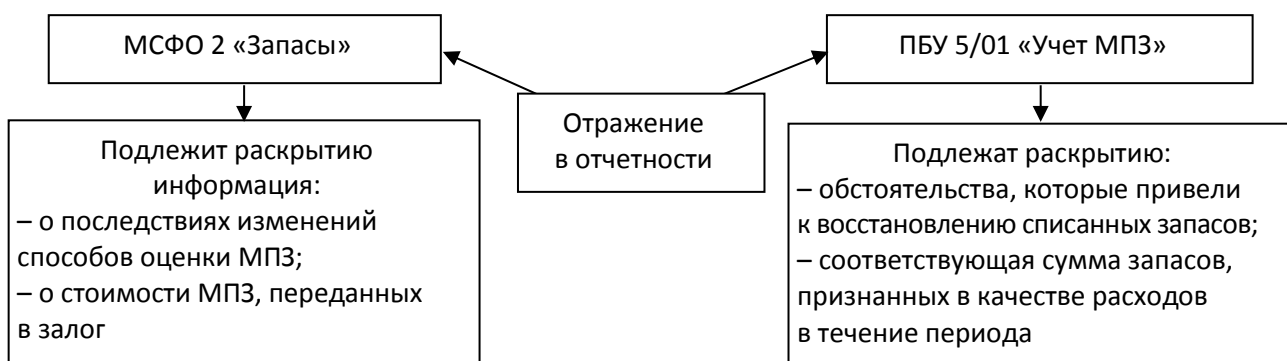 МСФО 2 «Запасы»
ПБУ 5/01 «Учет МПЗ»
Отражение
в отчетности
Подлежит раскрытию
информация:
– о последствиях изменений
способов оценки МПЗ;
– о стоимости МПЗ, переданных
в залог
Подлежат раскрытию:
– обстоятельства, которые привели
к восстановлению списанных запасов;
– соответствующая сумма запасов,
признанных в качестве расходов
в течение периода